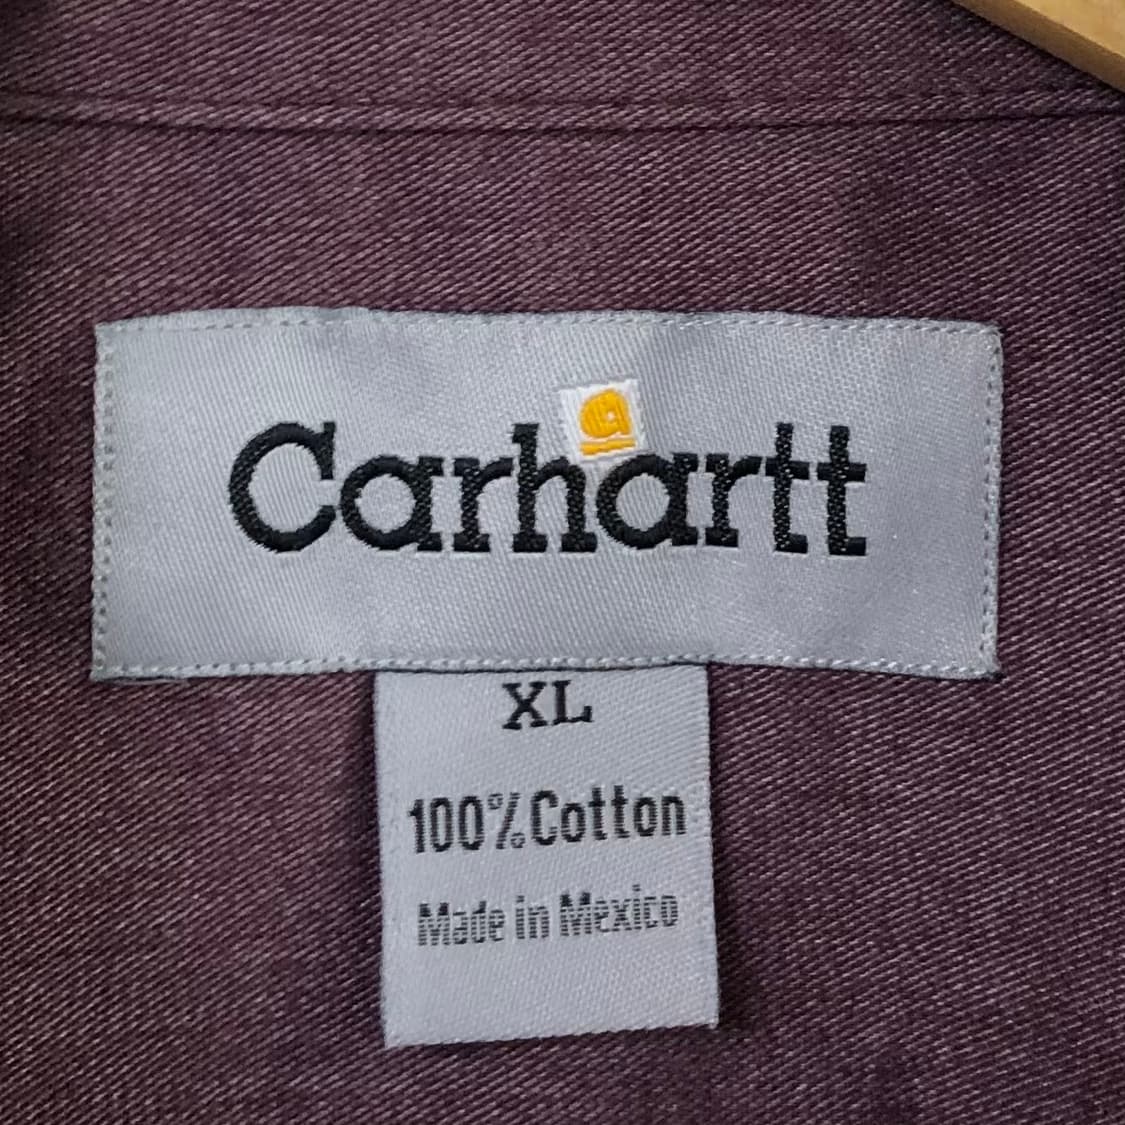 Carhartt
XL
100% Cotton
Made in Mexico